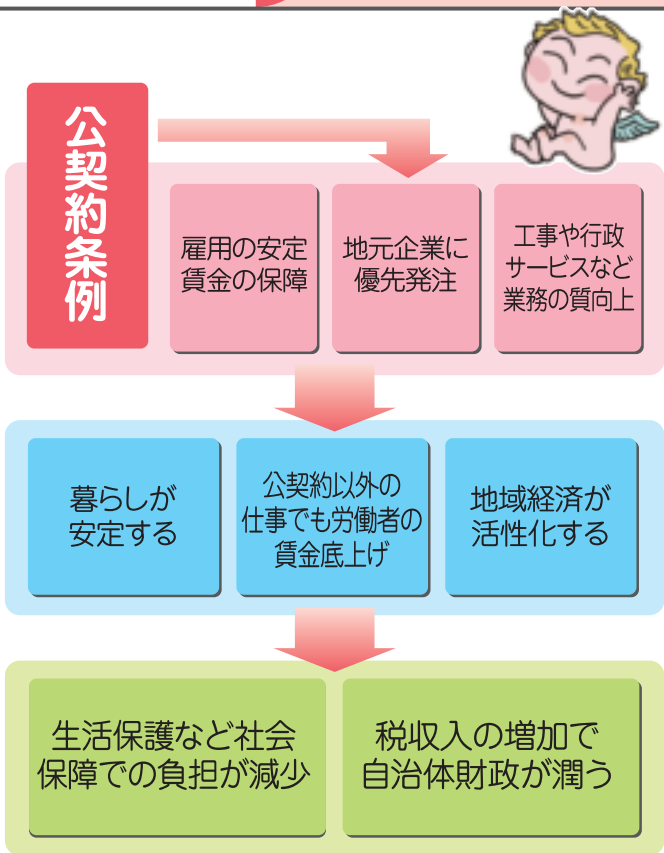 公契約条例
雇用の安定
賃金の保障
地元企業に
優先発注
工事や行政
サービスなど
業務の質向上
暮らしが
安定する
公契約以外の
仕事でも労働者の
賃金底上げ
地域経済が
活性化する
生活保護など社会
保障での負担が減少
税収入の増加で
自治体財政が潤う